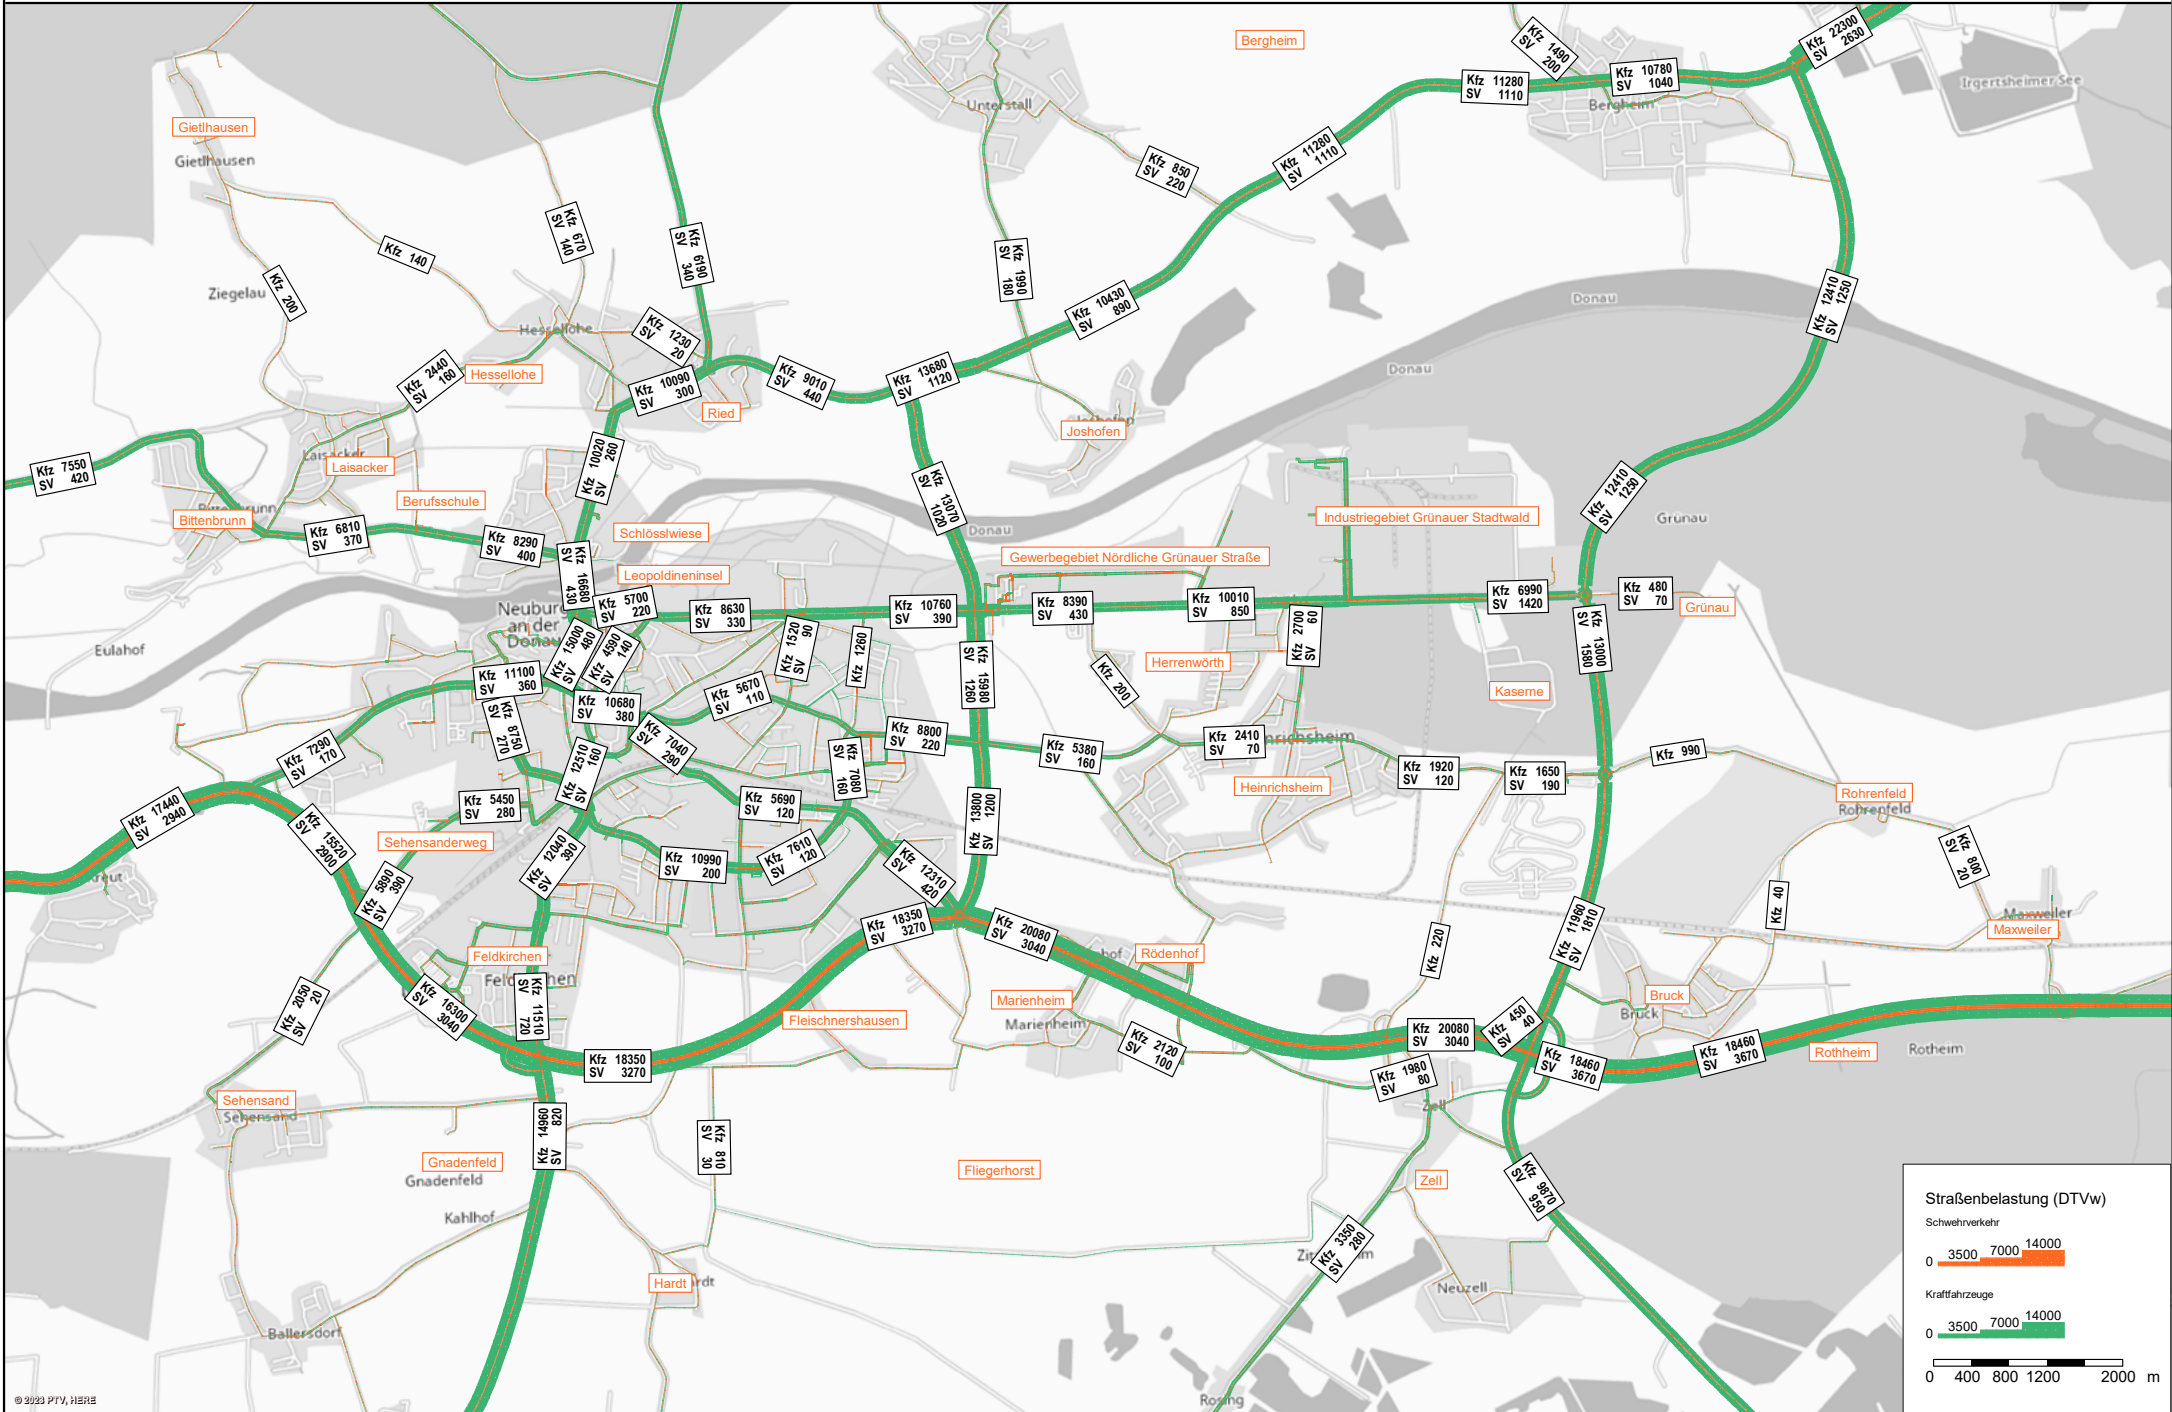 Kfz 22300
SV 2630
Kfz 1490
SV 200
Bergheim
Kfz 10780
SV 1040
Kfz 11280
SV 1110
Irgertsheimer See
Bergheim
Unterstall
Gietlhausen
Gietlhausen
Kfz 11280
SV 1110
Kfz 850
SV 220
Kfz 670
SV 140
Kfz 6190
SV 340
Kfz 140
Kfz 1990
SV 180
Ziegelau
Kfz 200
Donau
Kfz 12410
SV 1250
Kfz 10430
SV 890
Hessellohe
Kfz 1230
SV 20
Donau
Hessellohe
Kfz 2440
SV 160
Kfz 10090
SV 300
Kfz 9010
SV 440
Kfz 13680
SV 1120
Ried
Joshofen
Laisacker
Laisacker
Kfz 7550
SV 420
Kfz 10020
SV 260
Berufsschule
Kfz 13070
SV 1020
Kfz 12410
SV 1250
Bittenbrunn
Industriegebiet Grünauer Stadtwald
Grünau
Kfz 6810
SV 370
Schlösslwiese
Donau
Kfz 8290
SV 400
Gewerbegebiet Nördliche Grünauer Straße
Leopoldineninsel
Kfz 16680
SV 430
Kfz 5700
SV 220
Kfz 8630
SV 330
Kfz 10760
SV 390
Kfz 8390
SV 430
Kfz 10010
SV 850
Kfz 6990
SV 1420
Kfz 480
SV 70
Grünau
Neuburg
an der
Donau
Kfz 15000
SV 480
Kfz 4590
SV 140
Kfz 1520
SV 90
Kfz 1260
Kfz 2700
SV 60
Kfz 13000
SV 1580
Eulahof
Herrenwörth
Kfz 15980
SV 1260
Kfz 200
Kaserne
Kfz 11100
SV 360
Kfz 10680
SV 380
Kfz 5670
SV 110
Kfz 8750
SV 270
Kfz 7040
SV 290
Kfz 8800
SV 220
Kfz 5380
SV 160
Kfz 2410
SV 70
nrichsheim
Kfz 7290
SV 170
Kfz 12510
SV 160
Kfz 7080
SV 160
Kfz 990
Kfz 1920
SV 120
Kfz 1650
SV 190
Heinrichsheim
Rohrenfeld
Rohrenfeld
Kfz 17440
SV 2940
Kfz 5450
SV 280
Kfz 5690
SV 120
Kfz 13800
SV 1200
Kfz 15520
SV 2900
Sehensanderweg
Kfz 12040
SV 390
Kfz 10990
SV 200
Kfz 7610
SV 120
Kfz 12310
SV 420
Kfz 800
SV 20
Kfz 5890
SV 390
Kfz 40
Kfz 18350
SV 3270
Kfz 20080
SV 3040
Kfz 11960
SV 1810
Maxweiler
Maxweiler
Feldkirchen
Rödenhof
hof
Kfz 220
Kfz 2050
SV 20
Kfz 16300
SV 3040
Kfz 11510
SV 720
Marienheim
Marienheim
Bruck
Bruck
Fleischnershausen
Kfz 2120
SV 100
Kfz 20080
SV 3040
Kfz 450
SV 40
Kfz 18460
SV 3670
Kfz 18460
SV 3670
Rothheim
Rotheim
Kfz 18350
SV 3270
Kfz 1980
SV 80
Sehensand
Sehensand
Zell
Kfz 14960
SV 820
Kfz 810
SV 30
Gnadenfeld
Gnadenfeld
Fliegerhorst
Zell
Kfz 9870
SV 950
Kahlhof
Kfz 3350
SV 280
Hardt
rdt
Neuzell
Ballersdorf
Rosing
Straßenbelastung (DTVw)
Schwehrverkehr
0 3500 7000 14000
Kraftfahrzeuge
0 3500 7000 14000
0 400 800 1200 2000 m
© 2023 PTV, HERE